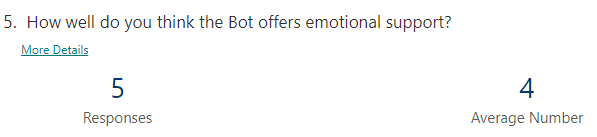 5. How well do you think the Bot offers emotional support?
More Details
5 4
Responses Average Number